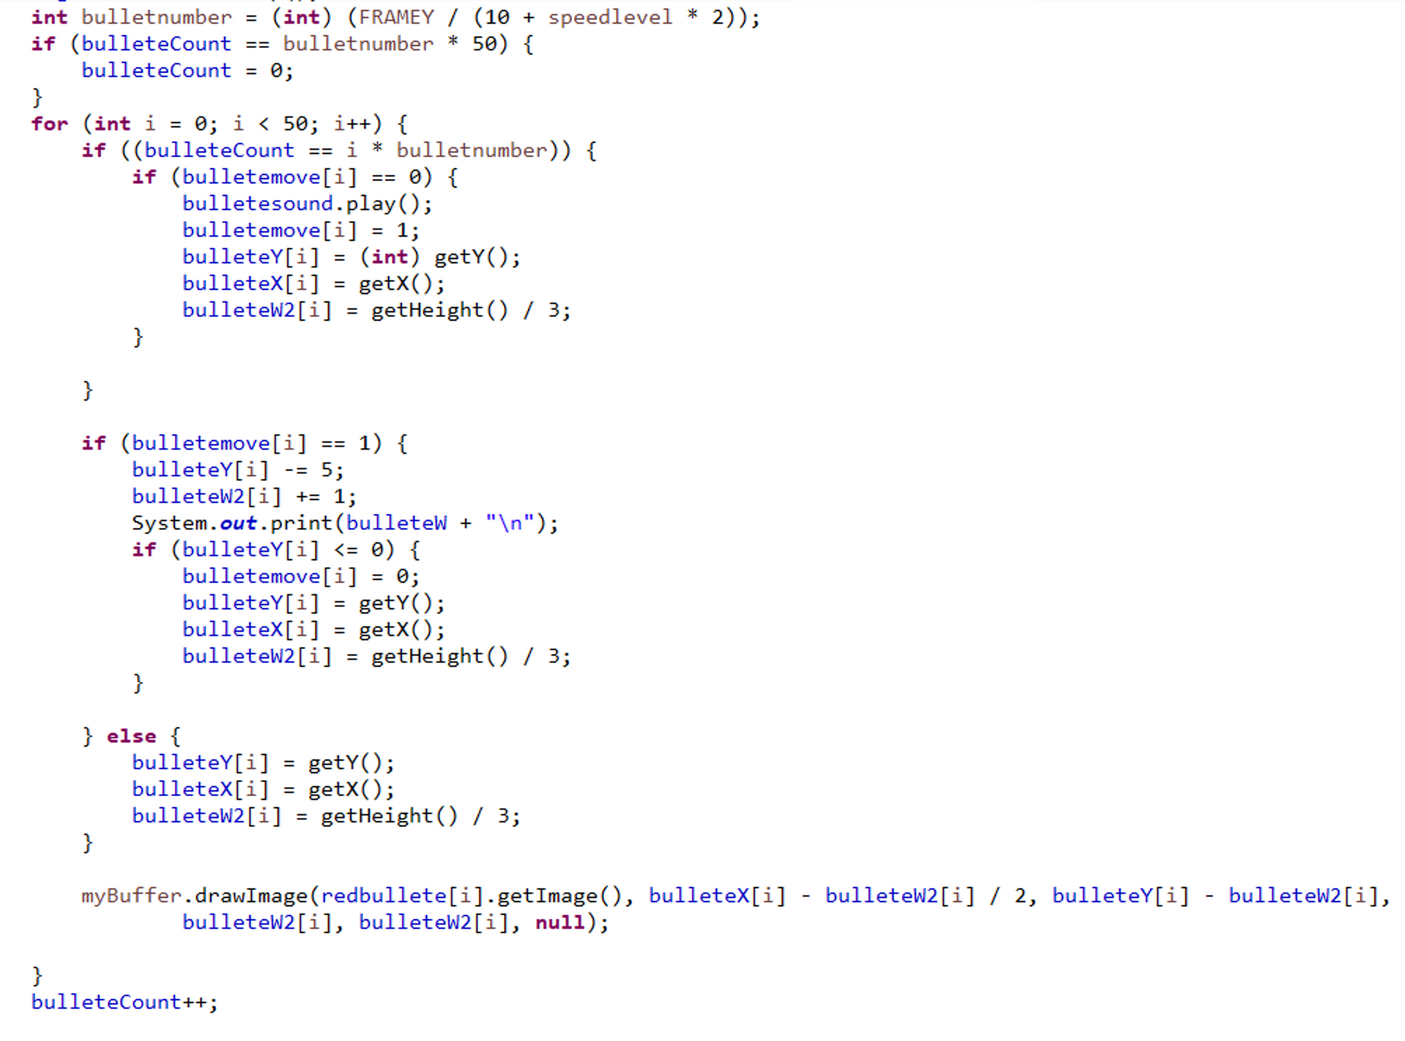 int bulletnumber = (int) (FRAMEY / (10 + speedlevel * 2));
if (bulleteCount == bulletnumber * 50) {
    bulleteCount = 0;
}
for (int i = 0; i < 50; i++) {
    if ((bulleteCount == i * bulletnumber)) {
        if (bulletemove[i] == 0) {
            bulletesound.play();
            bulletemove[i] = 1;
            bulleteY[i] = (int) getY();
            bulleteX[i] = getX();
            bulleteW2[i] = getHeight() / 3;
        }
    }
    if (bulletemove[i] == 1) {
        bulleteY[i] -= 5;
        bulleteW2[i] += 1;
        System.out.print(bulleteW + "\n");
        if (bulleteY[i] <= 0) {
            bulletemove[i] = 0;
            bulleteY[i] = getY();
            bulleteX[i] = getX();
            bulleteW2[i] = getHeight() / 3;
        }
    } else {
        bulleteY[i] = getY();
        bulleteX[i] = getX();
        bulleteW2[i] = getHeight() / 3;
    }
    myBuffer.drawImage(redbullete[i].getImage(), bulleteX[i] - bulleteW2[i] / 2, bulleteY[i] - bulleteW2[i],
            bulleteW2[i], bulleteW2[i], null);
}
bulleteCount++;